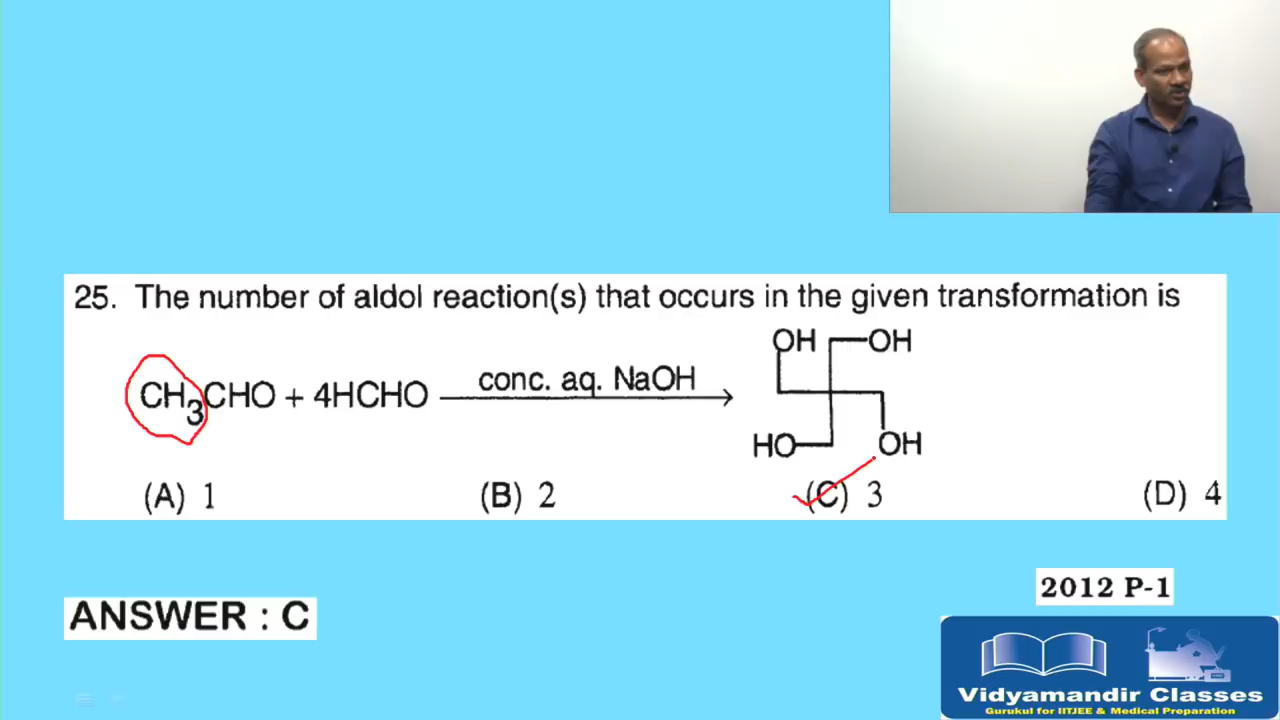 25. The number of aldol reaction(s) that occurs in the given transformation is
CH3CHO + 4HCHO
conc. aq. NaOH
OH
OH
HO
OH
(A) 1
(B) 2
(C) 3
(D) 4
ANSWER : C
2012 P-1
Vidyamandir Classes
Gurukul for IITJEE & Medical Preparation